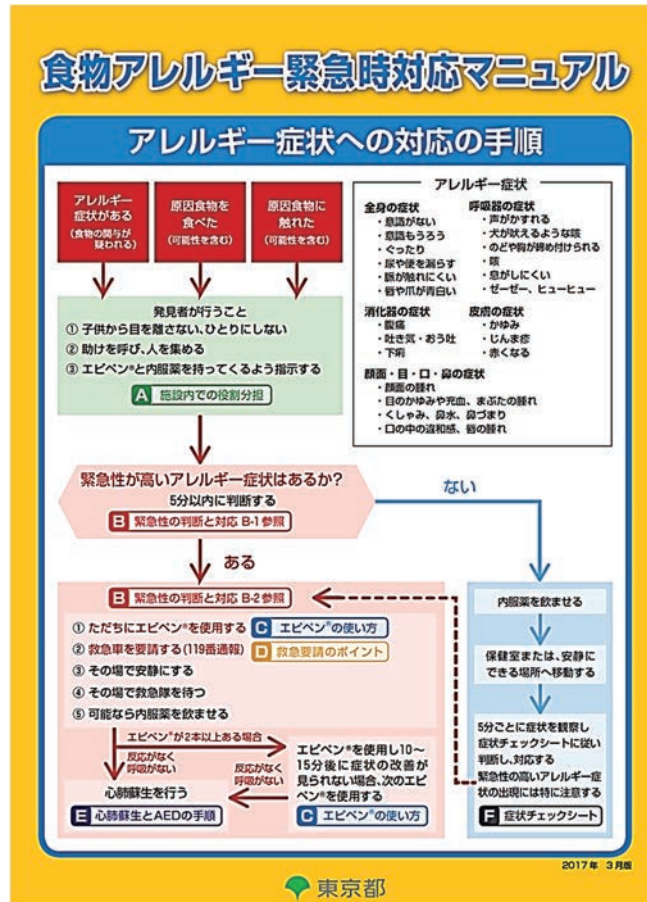 食物アレルギー緊急時対応マニュアル
アレルギー症状への対応の手順
アレルギー
症状がある
(食物の関与が
疑われる)
原因食物を
食べた
(可能性を含む)
原因食物に
触れた
(可能性を含む)
発見者が行うこと
① 子供から目を離さない、ひとりにしない
② 助けを呼び、人を集める
③ エピペン®と内服薬を持ってくるよう指示する
A 施設内での役割分担
アレルギー症状
全身の症状
・意識がない
・意識もうろう
・ぐったり
・尿や便を漏らす
・脈が触れにくい
・唇や爪が青白い
呼吸器の症状
・声がかすれる
・犬が吠えるような咳
・のどや胸が締め付けられる
・咳
・息がしにくい
・ゼーゼー、ヒューヒュー
消化器の症状
・腹痛
・吐き気・おう吐
・下痢
皮膚の症状
・かゆみ
・じんま疹
・赤くなる
顔面・目・口・鼻の症状
・顔面の腫れ
・目のかゆみや充血、まぶたの腫れ
・くしゃみ、鼻水、鼻づまり
・口の中の違和感、唇の腫れ
緊急性が高いアレルギー症状はあるか?
5分以内に判断する
B 緊急性の判断と対応 B-1参照
ない
ある
B 緊急性の判断と対応 B-2参照
① ただちにエピペン®を使用する C エピペン®の使い方
② 救急車を要請する(119番通報) D 救急要請のポイント
③ その場で安静にする
④ その場で救急隊を待つ
⑤ 可能なら内服薬を飲ませる
エピペン®が2本以上ある場合
反応がなく
呼吸がない
反応がなく
呼吸がない
エピペン®を使用し10~
15分後に症状の改善が
見られない場合、次のエピ
ペン®を使用する
C エピペン®の使い方
心肺蘇生を行う
E 心肺蘇生とAEDの手順
内服薬を飲ませる
保健室または、安静に
できる場所へ移動する
5分ごとに症状を観察し
症状チェックシートに従い
判断し、対応する
緊急性の高いアレルギー症
状の出現には特に注意する
F 症状チェックシート
2017年 3月版
東京都